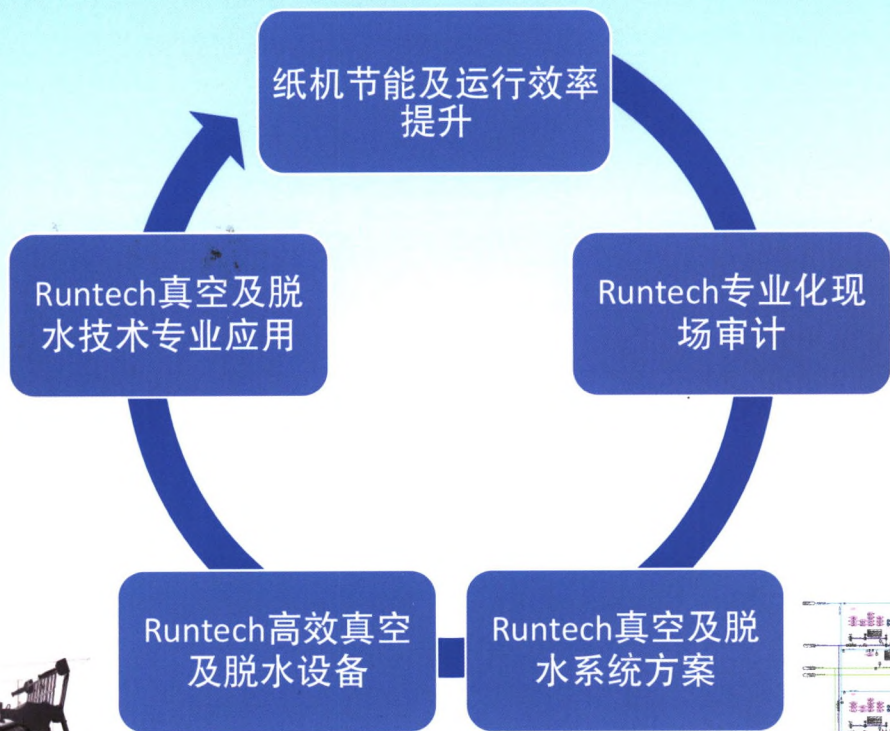 纸机节能及运行效率
提升
Runtech专业化现
场审计
Runtech真空及脱
水系统方案
Runtech高效真空
及脱水设备
Runtech真空及脱
水技术专业应用